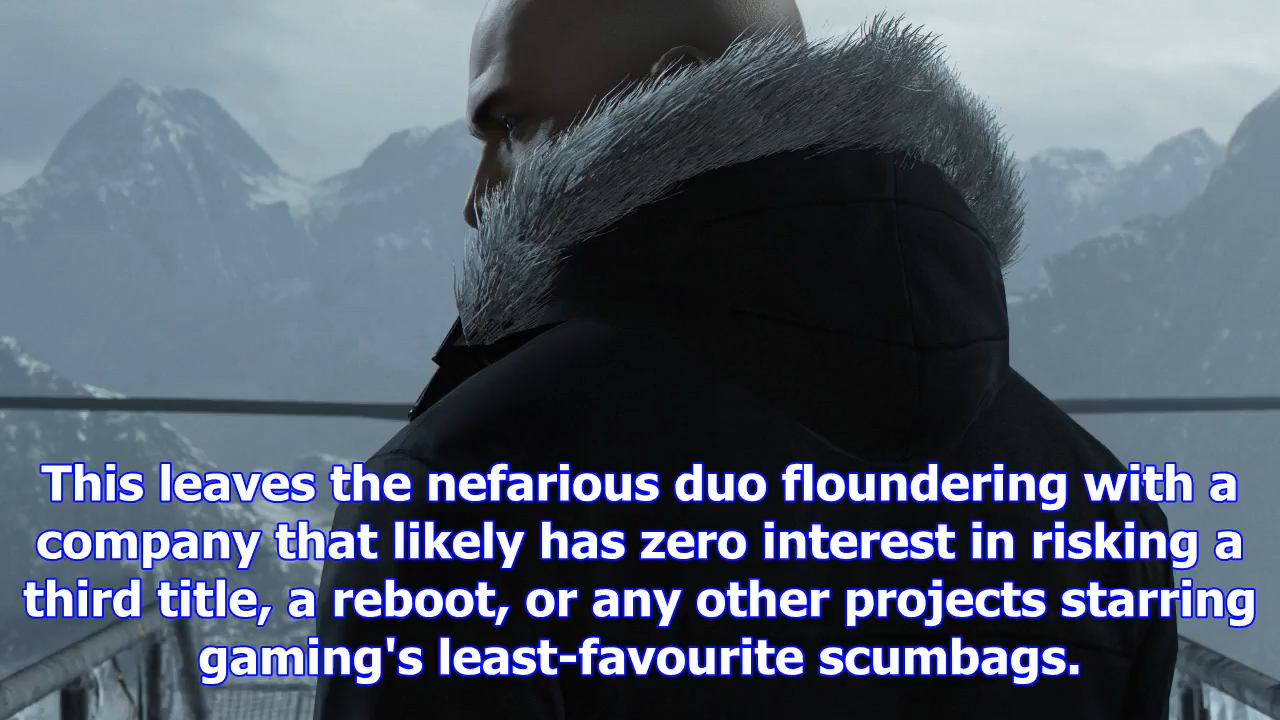 This leaves the nefarious duo floundering with a
company that likely has zero interest in risking a
third title, a reboot, or any other projects starring
gaming's least-favourite scumbags.